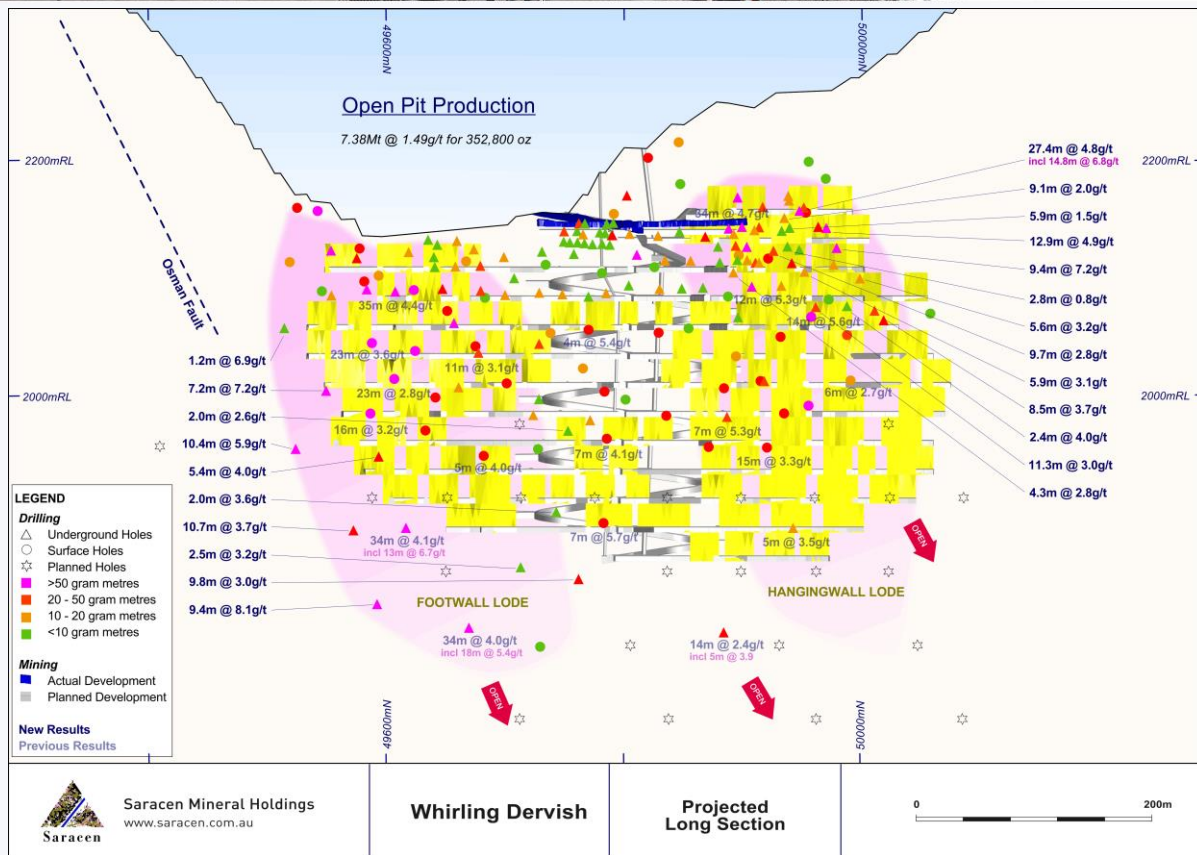 49600mN
50000mN
Open Pit Production
7.38Mt @ 1.49g/t for 352,800 oz
2200mRL
2200mRL
27.4m @ 4.8g/t
incl 14.8m @ 6.8g/t
9.1m @ 2.0g/t
5.9m @ 1.5g/t
12.9m @ 4.9g/t
9.4m @ 7.2g/t
2.8m @ 0.8g/t
5.6m @ 3.2g/t
9.7m @ 2.8g/t
5.9m @ 3.1g/t
8.5m @ 3.7g/t
2.4m @ 4.0g/t
11.3m @ 3.0g/t
4.3m @ 2.8g/t
Osman Fault
34m @ 4.7g/t
35m @ 4.4g/t
12m @ 5.3g/t
14m @ 5.6g/t
4m @ 5.4g/t
23m @ 3.6g/t
11m @ 3.1g/t
23m @ 2.8g/t
6m @ 2.7g/t
16m @ 3.2g/t
7m @ 5.3g/t
7m @ 4.1g/t
5m @ 4.0g/t
15m @ 3.3g/t
34m @ 4.1g/t
incl 13m @ 6.7g/t
7m @ 5.7g/t
5m @ 3.5g/t
2000mRL
2000mRL
1.2m @ 6.9g/t
7.2m @ 7.2g/t
2.0m @ 2.6g/t
10.4m @ 5.9g/t
5.4m @ 4.0g/t
2.0m @ 3.6g/t
10.7m @ 3.7g/t
2.5m @ 3.2g/t
9.8m @ 3.0g/t
9.4m @ 8.1g/t
FOOTWALL LODE
HANGINGWALL LODE
34m @ 4.0g/t
incl 18m @ 5.4g/t
14m @ 2.4g/t
incl 5m @ 3.9
OPEN
OPEN
OPEN
49600mN
50000mN
LEGEND
Drilling
Underground Holes
Surface Holes
Planned Holes
>50 gram metres
20 - 50 gram metres
10 - 20 gram metres
<10 gram metres
Mining
Actual Development
Planned Development
New Results
Previous Results
Saracen
Saracen Mineral Holdings
www.saracen.com.au
Whirling Dervish
Projected
Long Section
0
200m